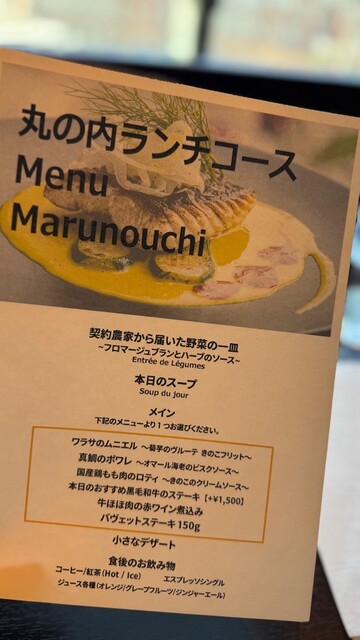 丸の内ランチコース
Menu
Marunouchi
契約農家から届いた野菜の一皿
~フロマージュブランとハーブのソース~
Entrée de Légumes
本日のスープ
Soup du jour
メイン
下記のメニューより1つお選びください。
ワラサのムニエル ~菊芋のヴルーテ きのこフリット~
真鯛のポワレ ~オマール海老のビスクソース~
国産鶏もも肉のロティ ~きのこのクリームソース~
本日のおすすめ黒毛和牛のステーキ【+¥1,500】
牛ほほ肉の赤ワイン煮込み
バヴェットステーキ 150g
小さなデザート
食後のお飲み物
コーヒー/紅茶(Hot / Ice) エスプレッソシングル
ジュース各種(オレンジ/グレープフルーツ/ジンジャーエール)